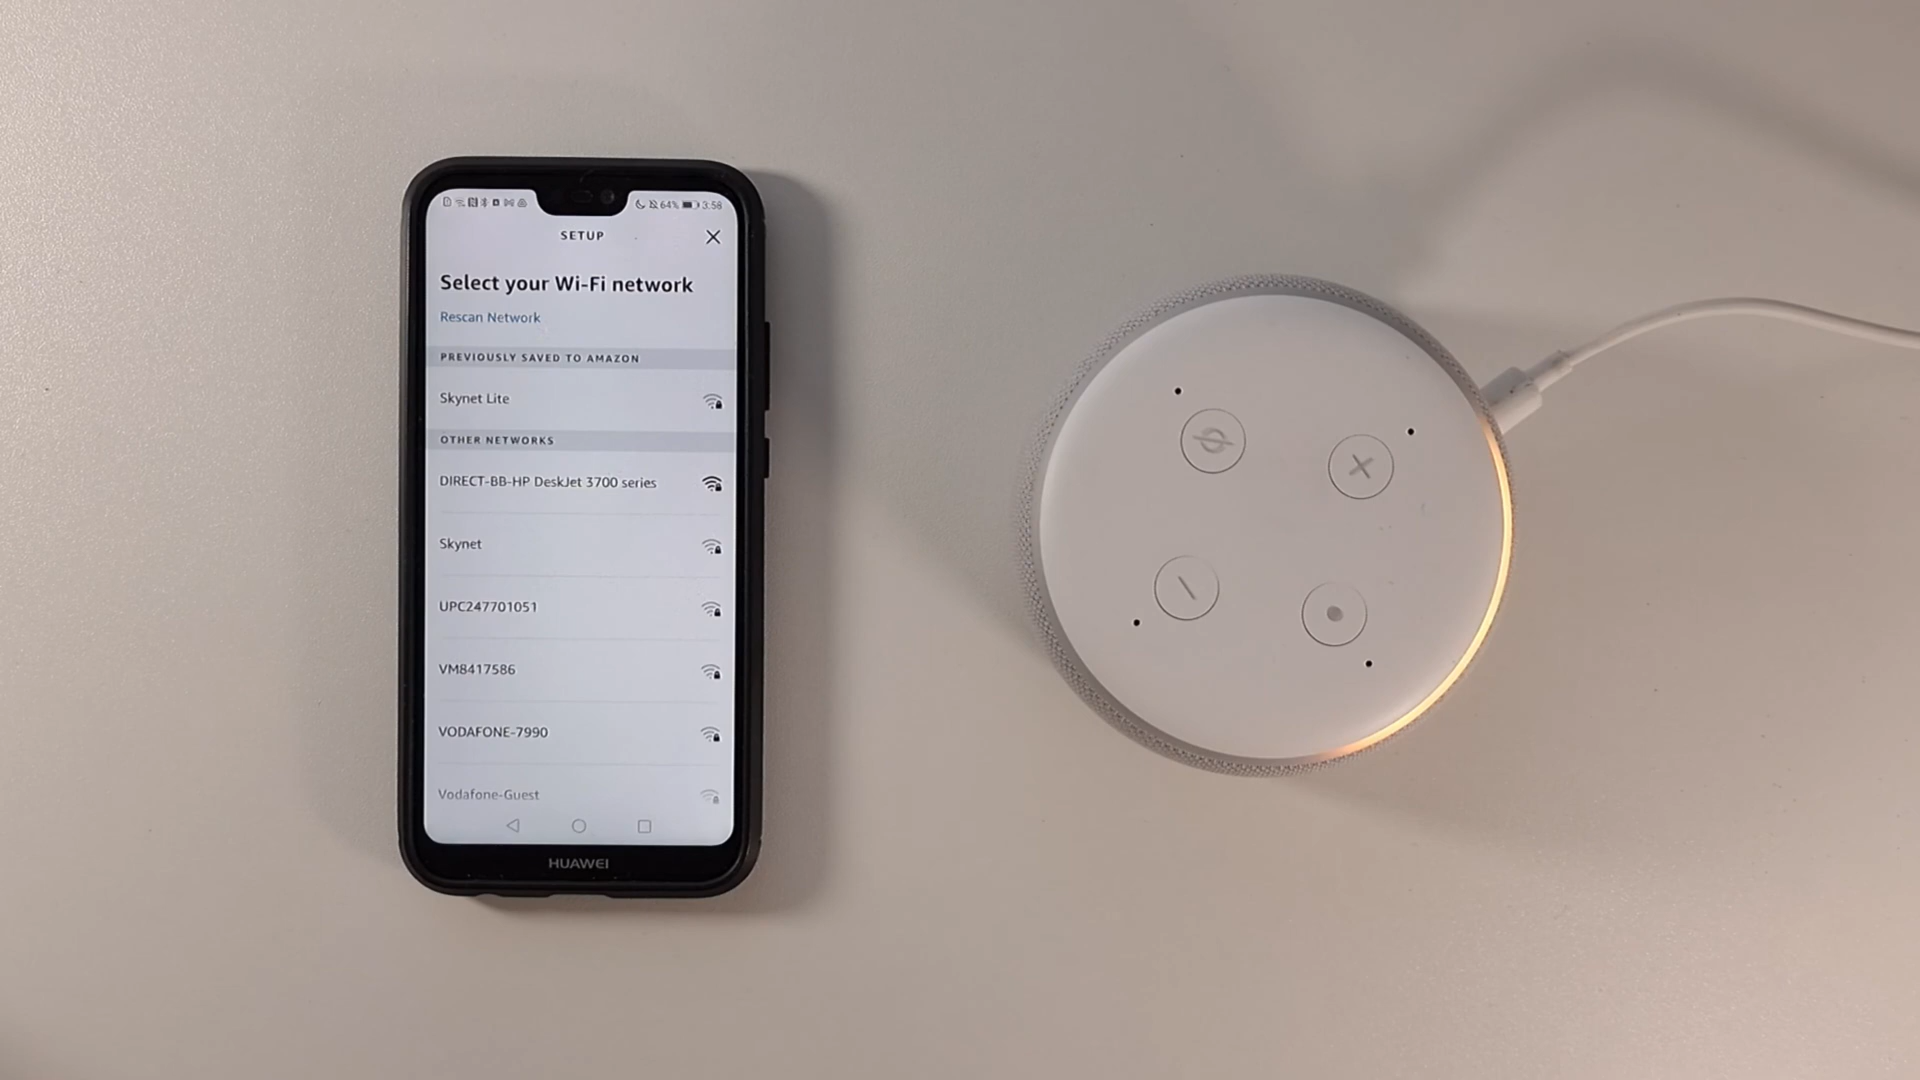 64% 3:58
SETUP
Select your Wi-Fi network
Rescan Network
PREVIOUSLY SAVED TO AMAZON
Skynet Lite
OTHER NETWORKS
DIRECT-BB-HP DeskJet 3700 series
Skynet
UPC247701051
VM8417586
VODAFONE-7990
Vodafone-Guest
HUAWEI